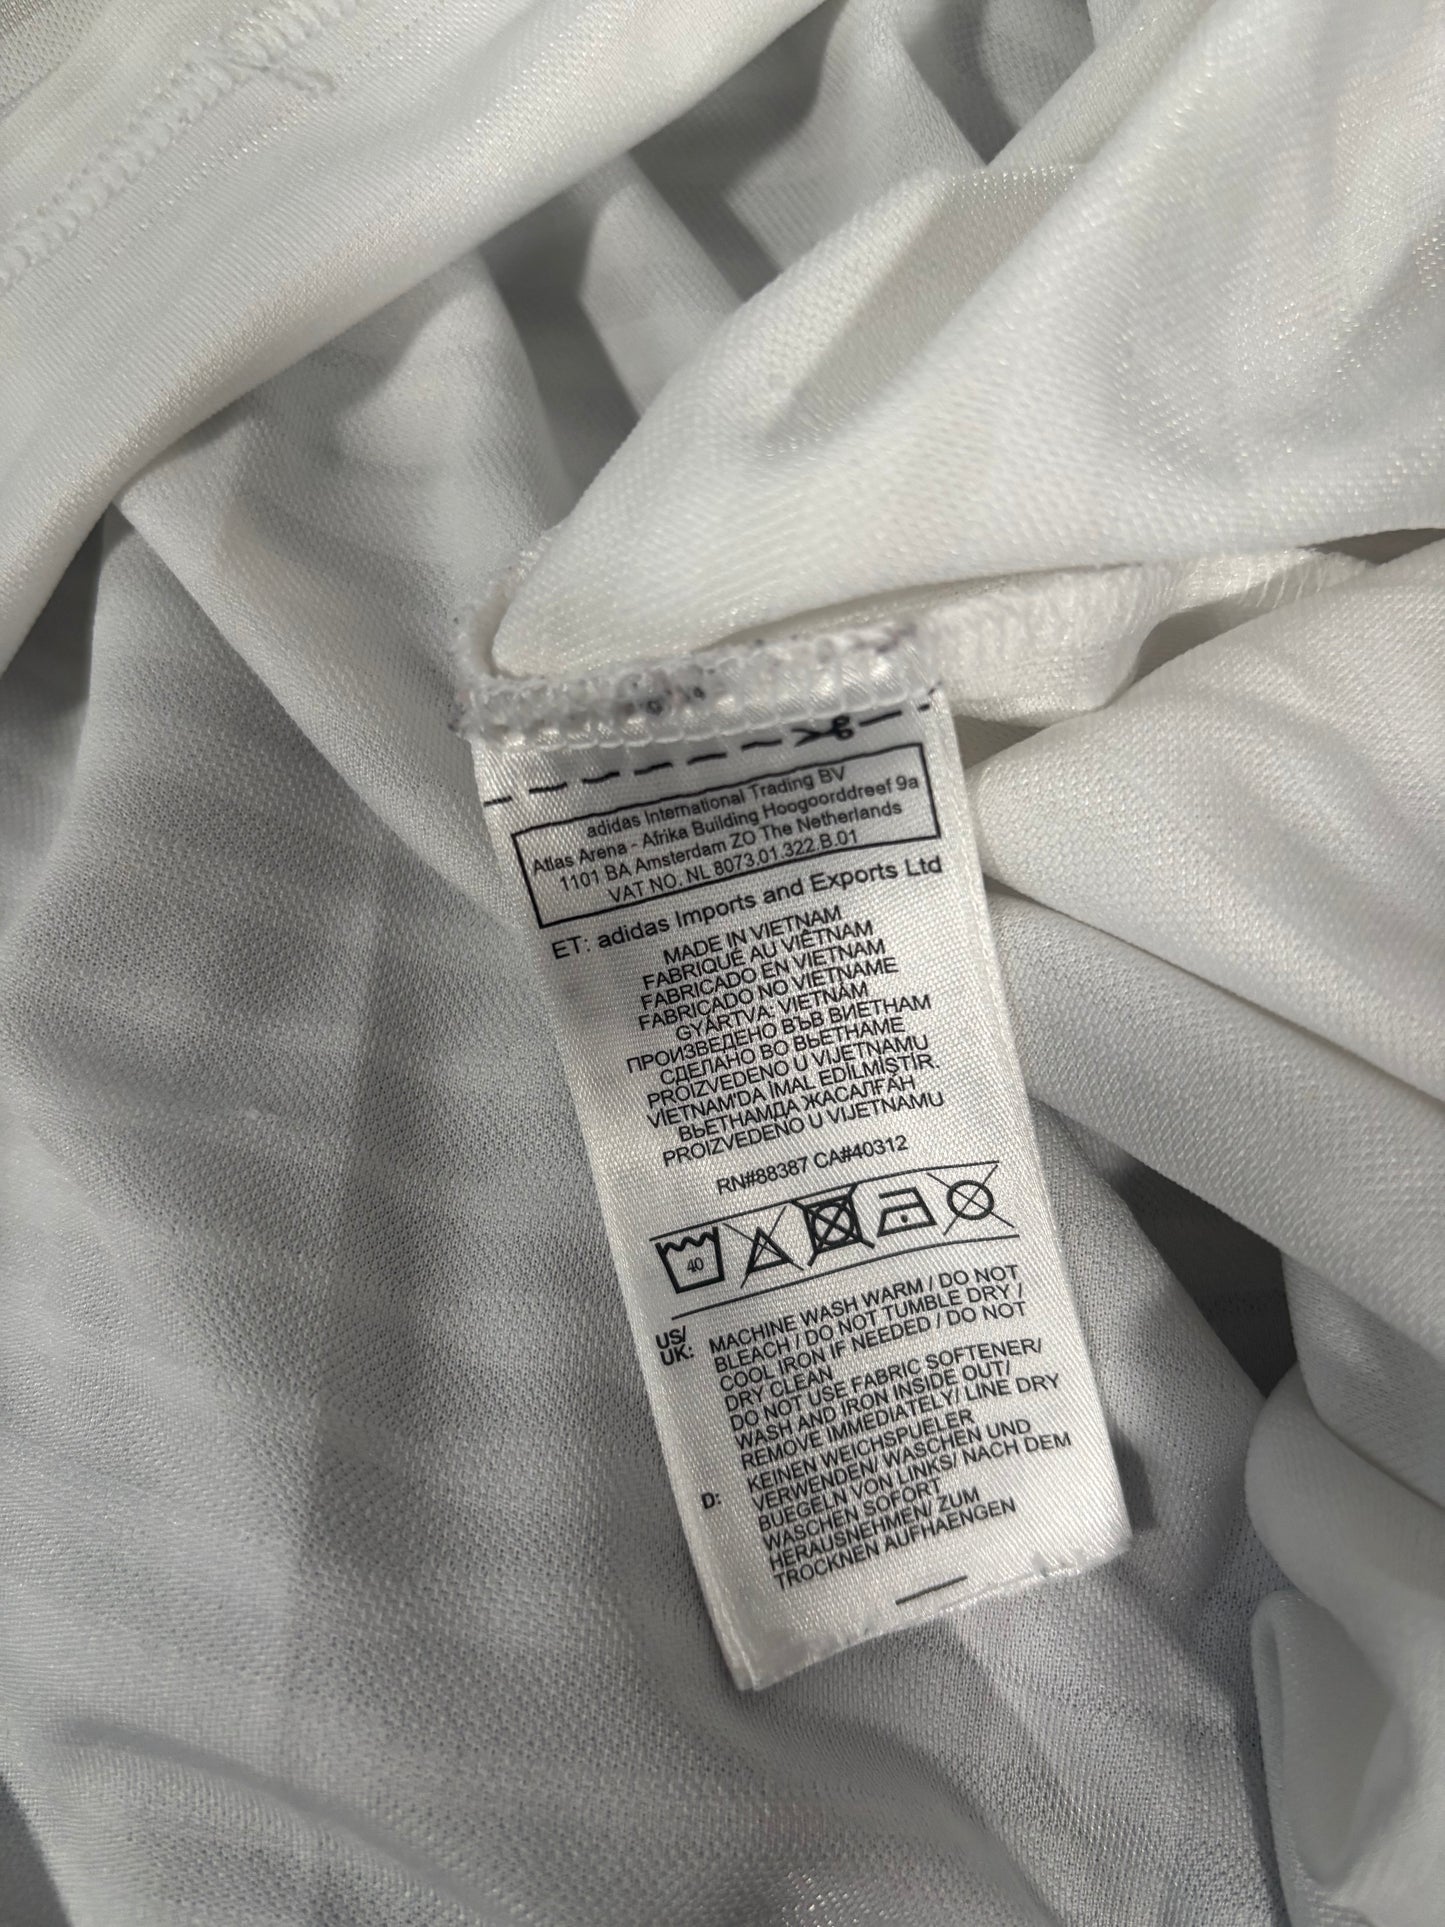 adidas International Trading BV
Atlas Arena - Afrika Building Hoogoorddreef 9a
1101 BA Amsterdam ZO The Netherlands
VAT NO. NL 8073.01.322.B.01
ET: adidas Imports and Exports Ltd
MADE IN VIETNAM
FABRIQUÉ AU VIÊTNAM
FABRICADO EN VIETNAM
FABRICADO NO VIETNAME
GYÁRTVA: VIETNÁM
ПРОИЗВЕДЕНО ВЪВ ВИЕТНАМ
СДЕЛАНО ВО ВЬЕТНАМЕ
PROIZVEDENO U VIJETNAMU
VIETNAM'DA İMAL EDİLMİŞTİR.
ВЬЕТНАМДА ЖАСАЛҒАН
PROIZVEDENO U VIJETNAMU
RN#88387 CA#40312
40
US/
UK:
MACHINE WASH WARM / DO NOT
BLEACH / DO NOT TUMBLE DRY /
COOL IRON IF NEEDED / DO NOT
DRY CLEAN
DO NOT USE FABRIC SOFTENER/
WASH AND IRON INSIDE OUT/
REMOVE IMMEDIATELY/ LINE DRY
D:
KEINEN WEICHSPUELER
VERWENDEN/ WASCHEN UND
BUEGELN VON LINKS/ NACH DEM
WASCHEN SOFORT
HERAUSNEHMEN/ ZUM
TROCKNEN AUFHAENGEN